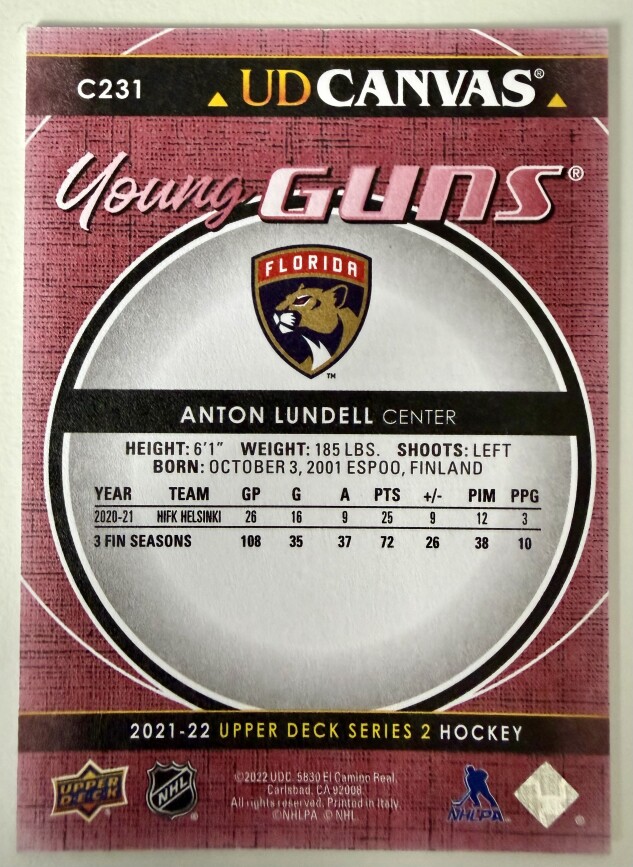 C231 UD CANVAS®
Young GUNS®
FLORIDA
TM
ANTON LUNDELL CENTER
HEIGHT: 6'1" WEIGHT: 185 LBS. SHOOTS: LEFT
BORN: OCTOBER 3, 2001 ESPOO, FINLAND
YEAR TEAM GP G A PTS +/- PIM PPG
2020-21 HIFK HELSINKI 26 16 9 25 9 12 3
3 FIN SEASONS 108 35 37 72 26 38 10
2021-22 UPPER DECK SERIES 2 HOCKEY
UPPER DECK
NHL ®
©2022 UDC. 5830 El Camino Real,
Carlsbad, CA 92008.
All rights reserved. Printed in Italy.
©NHLPA ©NHL.
NHLPA
®